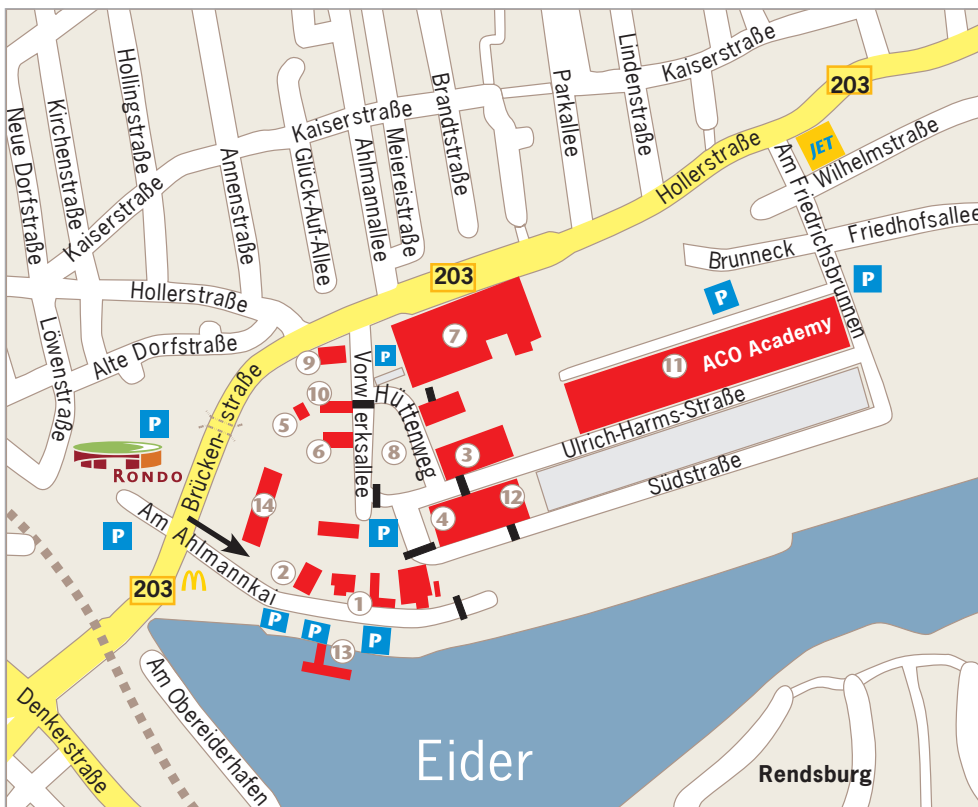 Neue Dorfstraße
Kirchenstraße
Hollingstraße
Kaiserstraße
Annenstraße
Glück-Auf-Allee
Kaiserstraße
Ahlmannallee
Meiereistraße
Brandtstraße
Parkallee
Lindenstraße
Kaiserstraße
203
Hollerstraße
JET
Wilhelmstraße
Am Friedrichsbrunnen
Friedhofsallee
Brunneck
Hollerstraße
203
Löwenstraße
Alte Dorfstraße
P
P
P
P
7
9
10
5
6
8
Vorwerksallee
Hüttenweg
11
ACO Academy
Ulrich-Harms-Straße
Südstraße
3
12
4
RONDO
Brücken-straße
14
P
P
Am Ahlmannkai
203
m
2
1
P
P
P
13
Am Obereiderhafen
Denkerstraße
Eider
Rendsburg